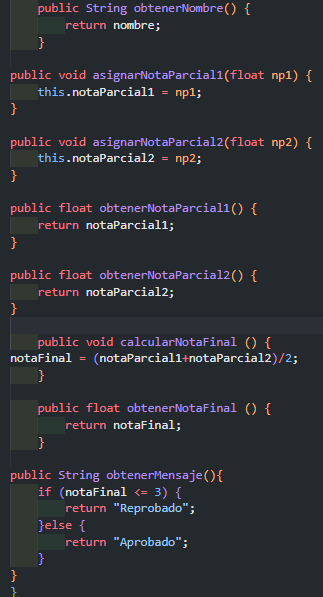 public String obtenerNombre() {
return nombre;
}
public void asignarNotaParcial1(float np1) {
this.notaParcial1 = np1;
}
public void asignarNotaParcial2(float np2) {
this.notaParcial2 = np2;
}
public float obtenerNotaParcial1() {
return notaParcial1;
}
public float obtenerNotaParcial2() {
return notaParcial2;
}
public void calcularNotaFinal () {
notaFinal = (notaParcial1+notaParcial2)/2;
}
public float obtenerNotaFinal () {
return notaFinal;
}
public String obtenerMensaje(){
if (notaFinal <= 3) {
return "Reprobado";
}else {
return "Aprobado";
}
}
}